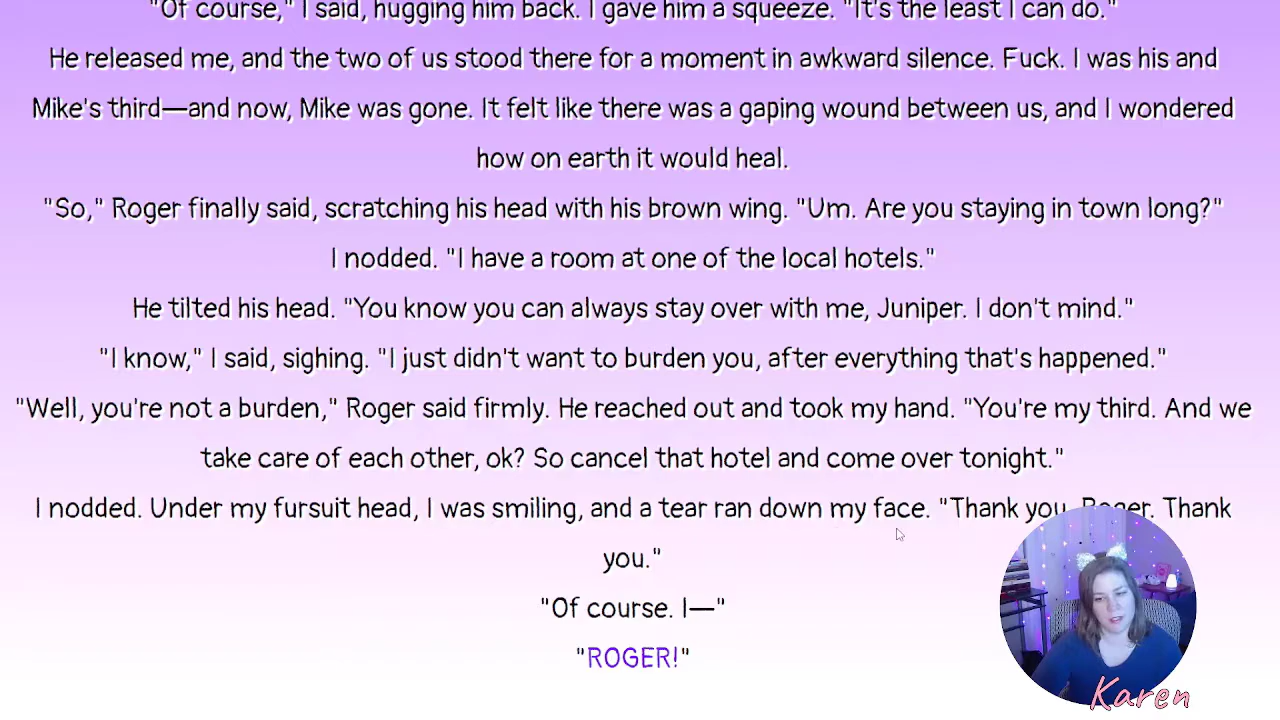 "Of course," I said, hugging him back. I gave him a squeeze. "It's the least I can do."
He released me, and the two of us stood there for a moment in awkward silence. Fuck. I was his and
Mike's third—and now, Mike was gone. It felt like there was a gaping wound between us, and I wondered
how on earth it would heal.
"So," Roger finally said, scratching his head with his brown wing. "Um. Are you staying in town long?"
I nodded. "I have a room at one of the local hotels."
He tilted his head. "You know you can always stay over with me, Juniper. I don't mind."
"I know," I said, sighing. "I just didn't want to burden you, after everything that's happened."
"Well, you're not a burden," Roger said firmly. He reached out and took my hand. "You're my third. And we
take care of each other, ok? So cancel that hotel and come over tonight."
I nodded. Under my fursuit head, I was smiling, and a tear ran down my face. "Thank you, Roger. Thank
you."
"Of course. I—"
"ROGER!"
Karen